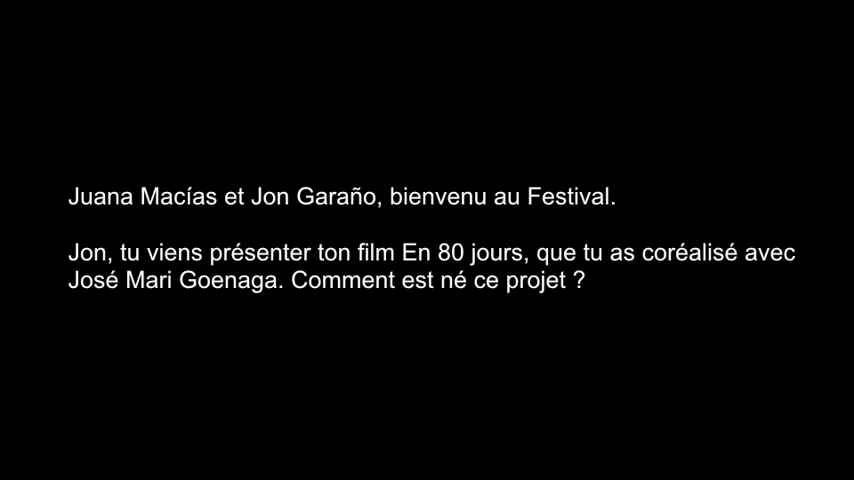 Juana Macías et Jon Garaño, bienvenu au Festival.
Jon, tu viens présenter ton film En 80 jours, que tu as coréalisé avec
José Mari Goenaga. Comment est né ce projet ?